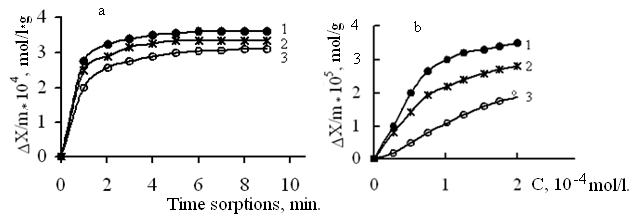 a
ΔX/m*10⁴, mol/l*g
4
3
2
1
0
1
2
3
0 2 4 6 8 10
Time sorptions, min.
b
ΔX/m*10⁵, mol/g
4
3
2
1
0
1
2
3
0 1 2
C, 10⁻⁴mol/l.